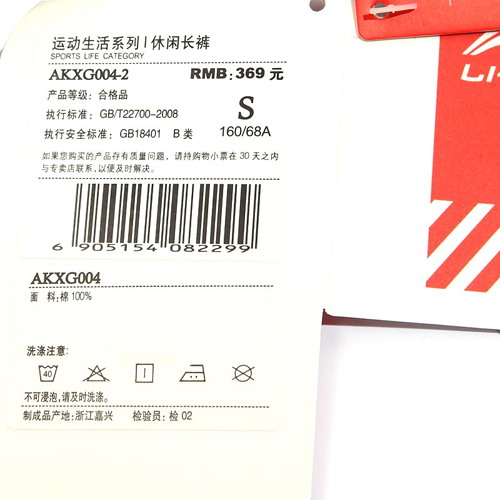 运动生活系列 | 休闲长裤
SPORTS LIFE CATEGORY
AKXG004-2 RMB: 369 元
产品等级: 合格品
执行标准: GB/T22700-2008
S
执行安全标准: GB18401 B 类
160/68A
如果您购买的产品存有质量问题, 请持购物小票在 30 天之内
与专卖店联系, 以便及时解决。
6 905154 082299
AKXG004
面 料: 棉 100%
洗涤注意:
40
不可浸泡, 请及时洗涤.
制成品产地: 浙江嘉兴 检验员: 检 02